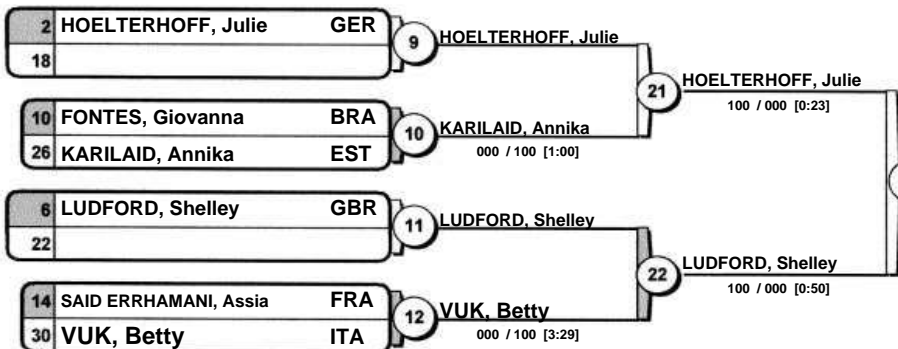 2 HOELTERHOFF, Julie GER
18
9 HOELTERHOFF, Julie
10 FONTES, Giovanna BRA
26 KARILAID, Annika EST
10 KARILAID, Annika
000 / 100 [1:00]
21 HOELTERHOFF, Julie
100 / 000 [0:23]
6 LUDFORD, Shelley GBR
22
11 LUDFORD, Shelley
14 SAID ERRHAMANI, Assia FRA
30 VUK, Betty ITA
12 VUK, Betty
000 / 100 [3:29]
22 LUDFORD, Shelley
100 / 000 [0:50]